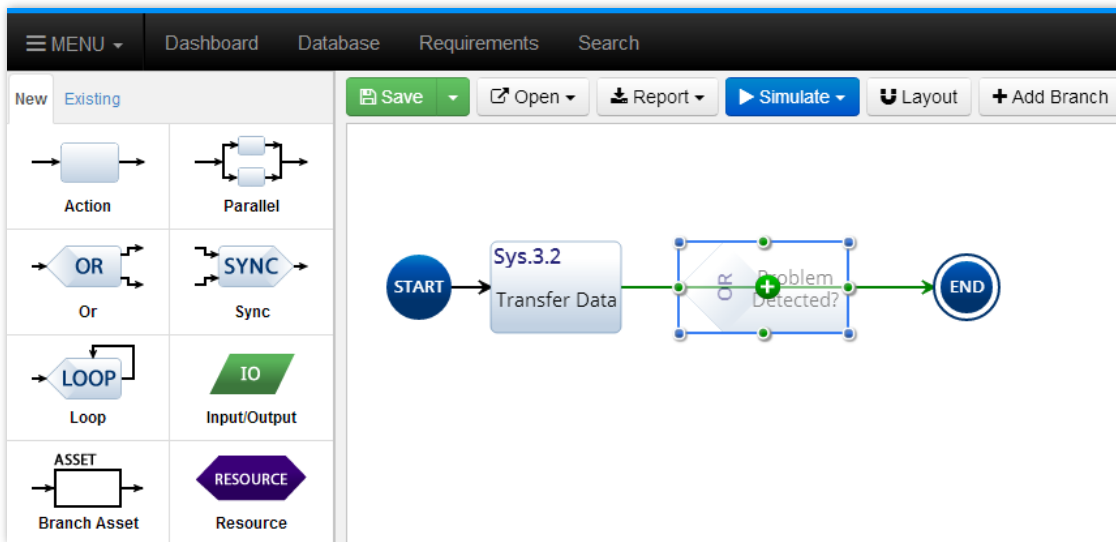 MENU Dashboard Database Requirements Search
New Existing
Save Open Report Simulate Layout + Add Branch
Action Parallel
OR SYNC
Or Sync
LOOP IO
Loop Input/Output
ASSET RESOURCE
Branch Asset Resource
START
Sys.3.2
Transfer Data
OR
Problem
Detected?
END